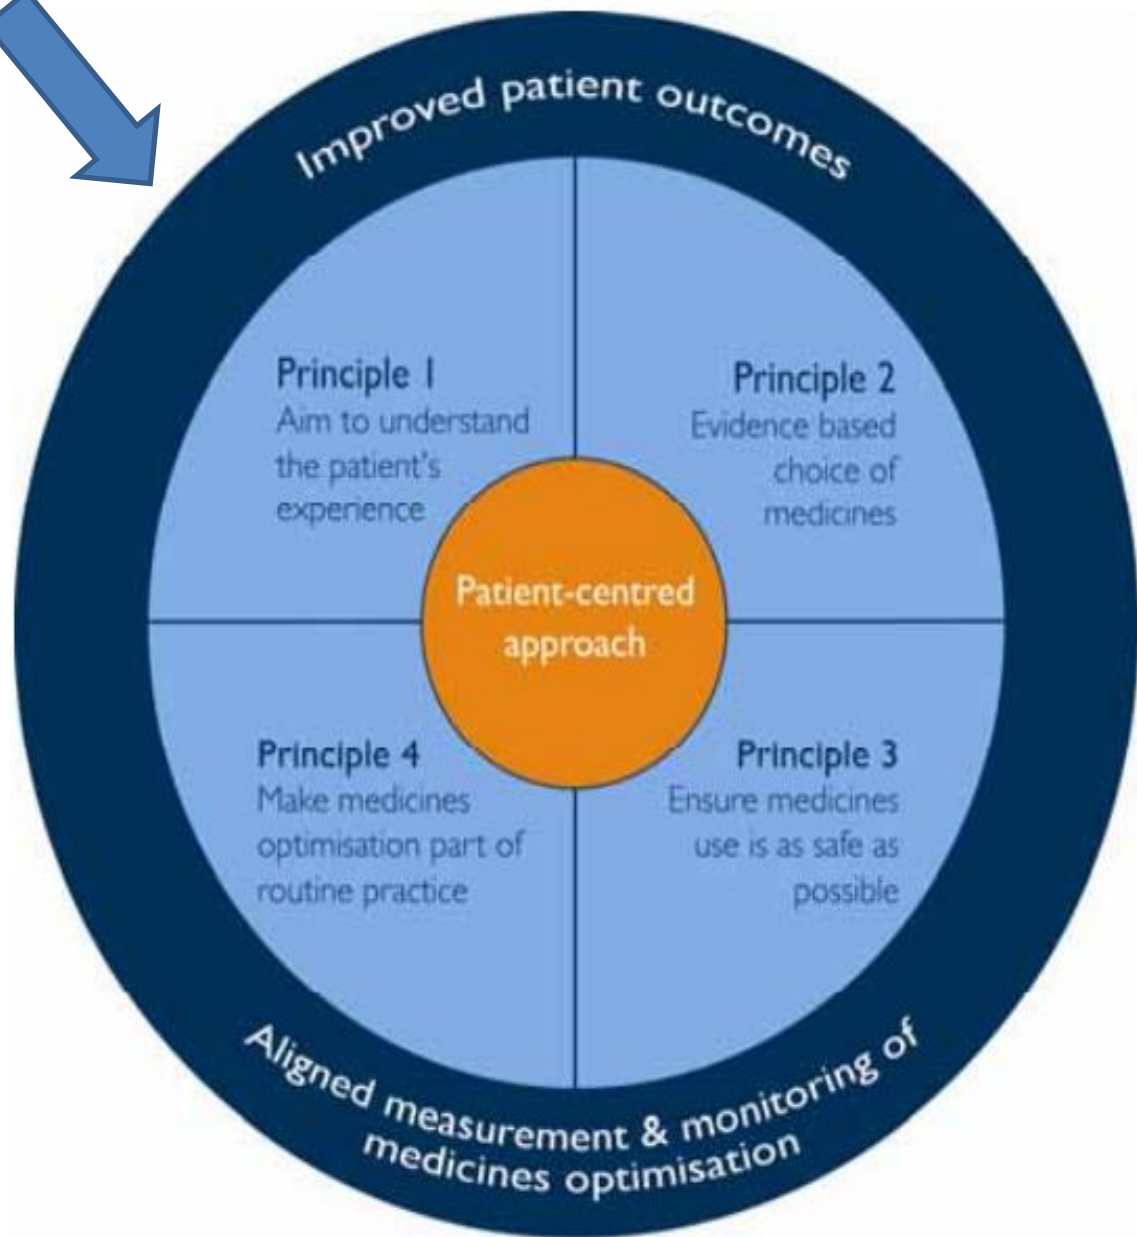 Improved patient outcomes
Principle 1
Aim to understand
the patient's
experience
Principle 2
Evidence based
choice of
medicines
Patient-centred
approach
Principle 4
Make medicines
optimisation part of
routine practice
Principle 3
Ensure medicines
use is as safe as
possible
Aligned measurement & monitoring of
medicines optimisation